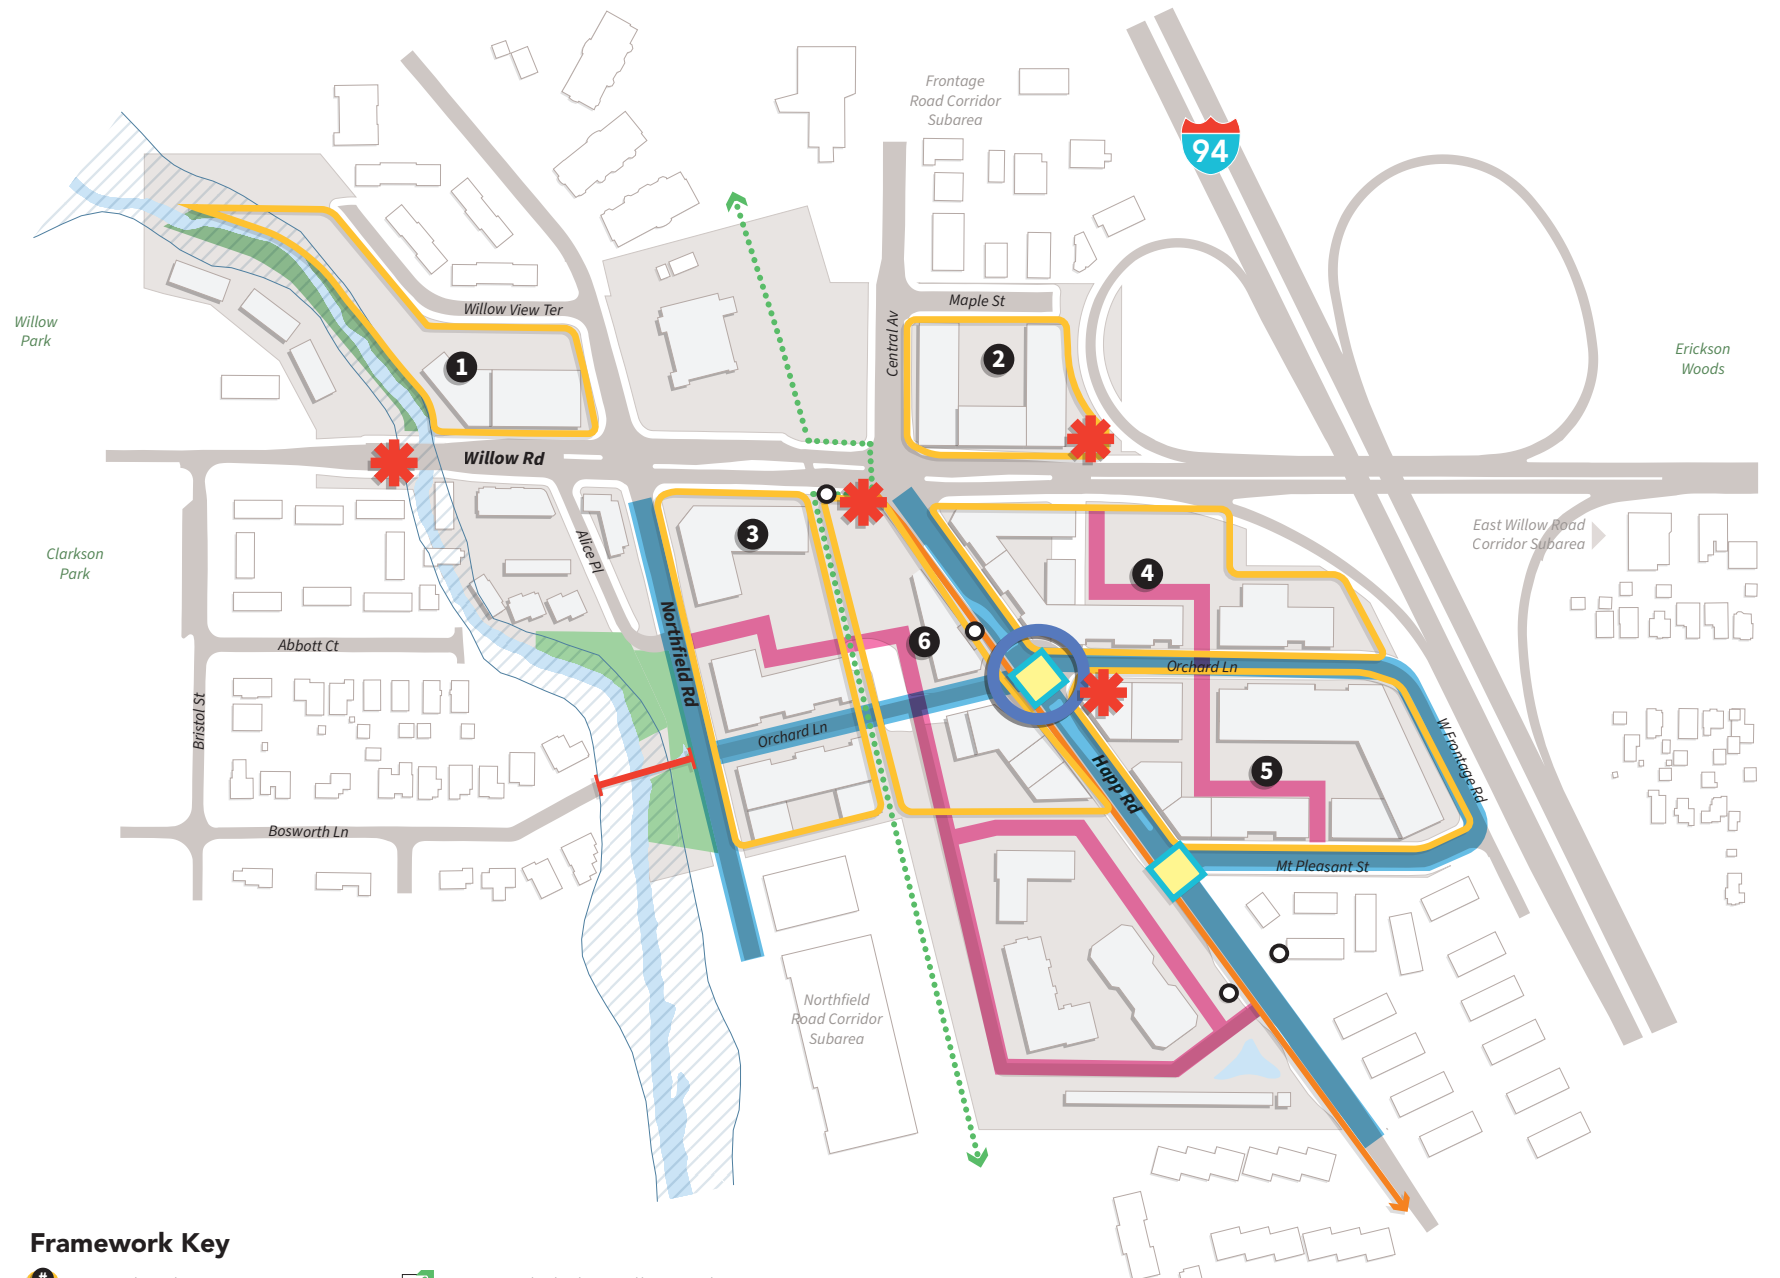 Frontage
Road Corridor
Subarea
94
Willow
Park
Willow View Ter
Maple St
Central Av
1
2
Erickson
Woods
Willow Rd
Clarkson
Park
Alice Pl
3
4
East Willow Road
Corridor Subarea
Northfield Rd
6
Abbott Ct
Orchard Ln
Orchard Ln
Bristol St
W Frontage Rd
Happ Rd
5
Bosworth Ln
Mt Pleasant St
Northfield
Road Corridor
Subarea
Framework Key
#